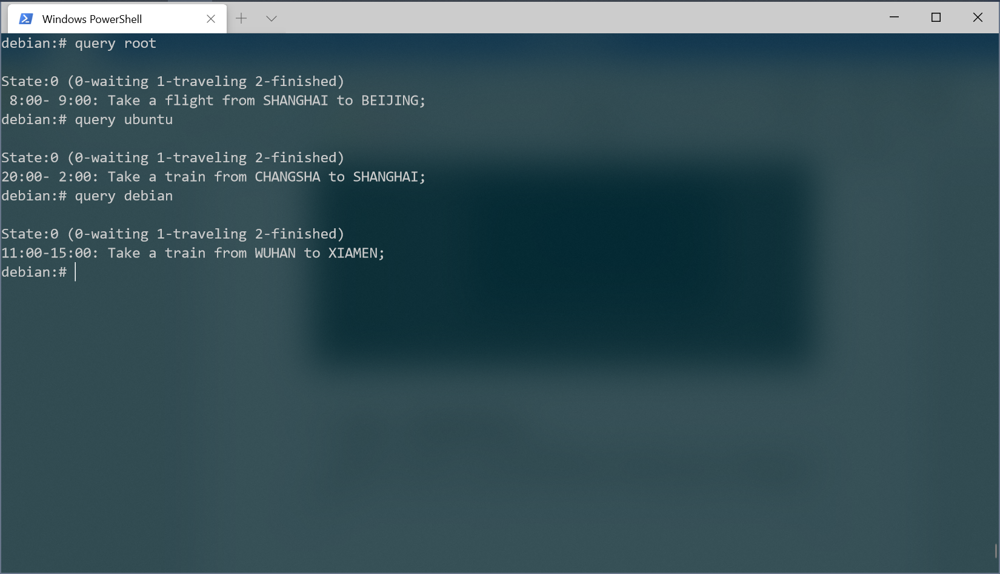 Windows PowerShell
debian:# query root
State:0 (0-waiting 1-traveling 2-finished)
 8:00- 9:00: Take a flight from SHANGHAI to BEIJING;
debian:# query ubuntu
State:0 (0-waiting 1-traveling 2-finished)
20:00- 2:00: Take a train from CHANGSHA to SHANGHAI;
debian:# query debian
State:0 (0-waiting 1-traveling 2-finished)
11:00-15:00: Take a train from WUHAN to XIAMEN;
debian:#